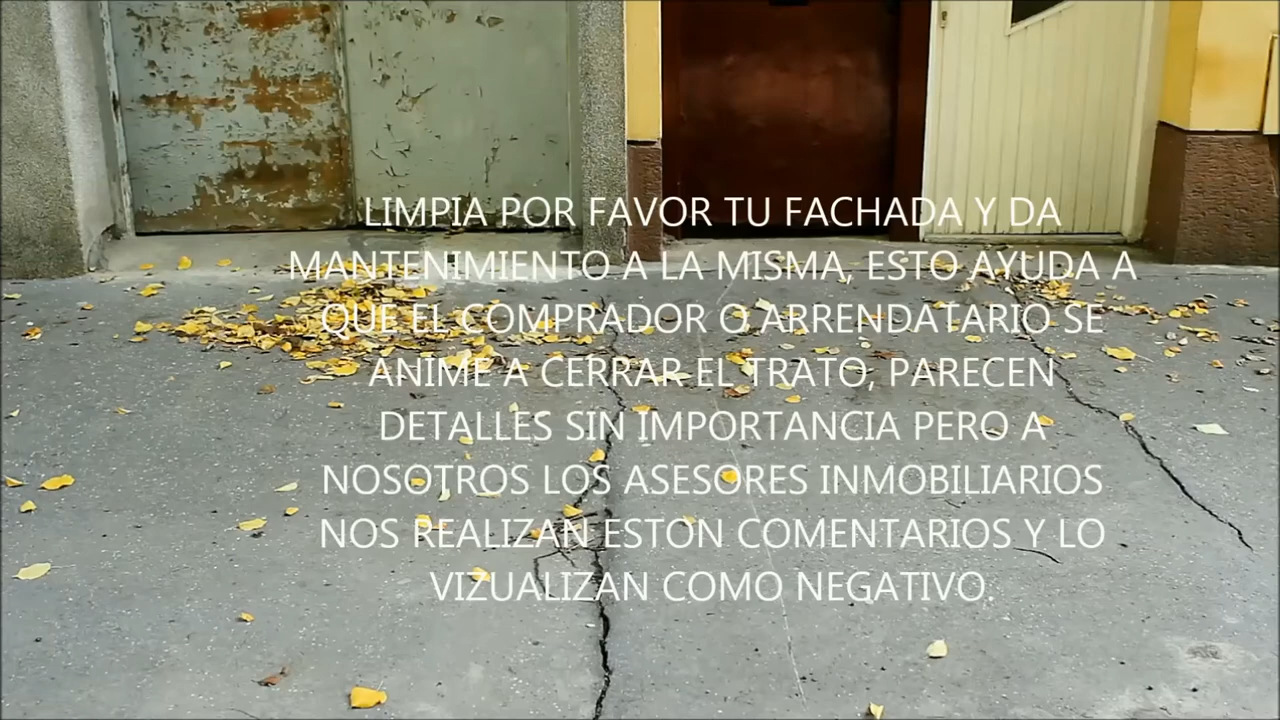 LIMPIA POR FAVOR TU FACHADA Y DA
MANTENIMIENTO A LA MISMA, ESTO AYUDA A
QUE EL COMPRADOR O ARRENDATARIO SE
ANIME A CERRAR EL TRATO, PARECEN
DETALLES SIN IMPORTANCIA PERO A
NOSOTROS LOS ASESORES INMOBILIARIOS
NOS REALIZAN ESTON COMENTARIOS Y LO
VIZUALIZAN COMO NEGATIVO.